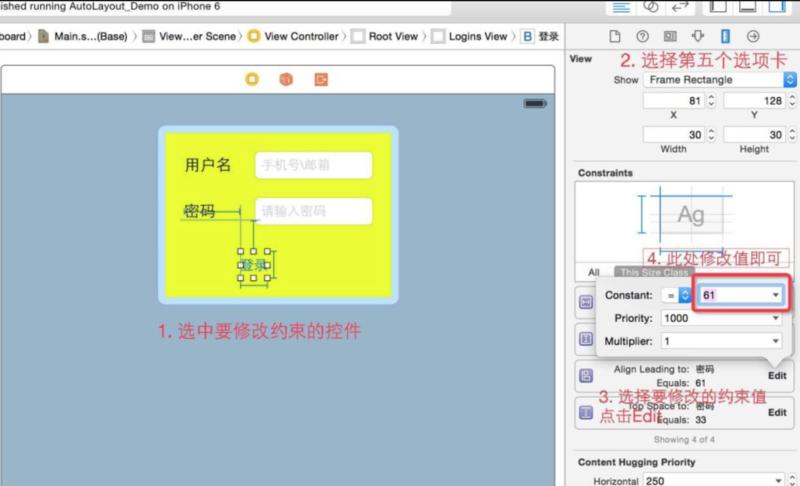 ished running AutoLayout_Demo on iPhone 6
board
Main.s...(Base)
View...er Scene
View Controller
Root View
Logins View
B 登录
2. 选择第五个选项卡
View
Show Frame Rectangle
81 128
X Y
30 30
Width Height
用户名 手机号\邮箱
密码 请输入密码
登录
1. 选中要修改约束的控件
Constraints
Ag
4. 此处修改值即可
All This Size Class
Constant: = 61
Priority: 1000
Multiplier: 1
Align Leading to: 密码
Equals: 61
Edit
3. 选择要修改的约束值
点击Edit
Top Space to: 密码
Equals: 33
Edit
Showing 4 of 4
Content Hugging Priority
Horizontal 250